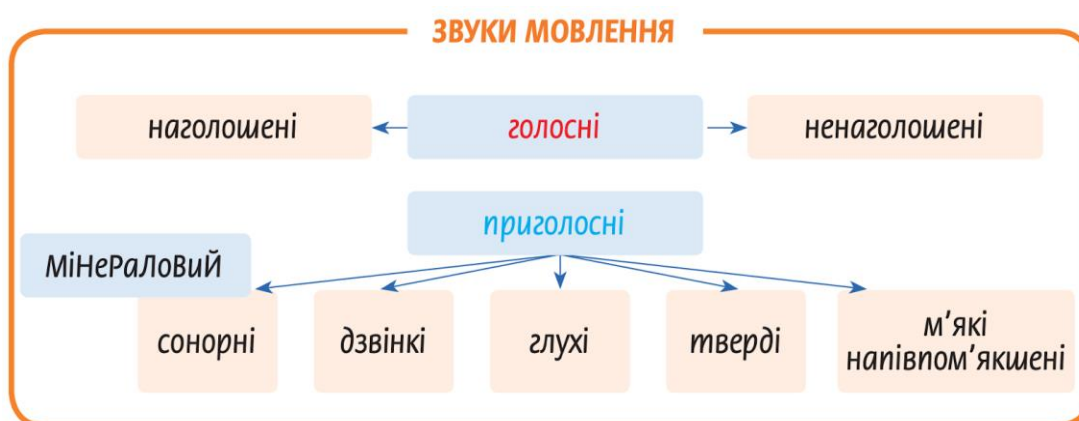 ЗВУКИ МОВЛЕННЯ
наголошені голосні ненаголошені
приголосні
МіНеРаЛоВиЙ
сонорні дзвінкі глухі тверді м’які
напівпом’якшені